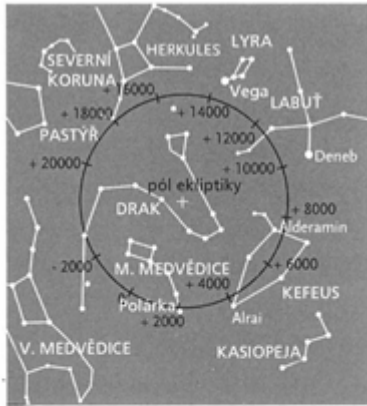 HERKULES
LYRA
SEVERNÍ
KORUNA
+ 16000
Vega
+ 14000
LABUŤ
+ 18000
PASTÝŘ
+ 12000
+ 20000
Deneb
+ 10000
pól ekliptiky
DRAK
+ 8000
Alderamin
- 2000
M. MEDVĚDICE
+ 6000
+ 4000
KEFEUS
Polárka
Alrai
+ 2000
V. MEDVĚDICE
KASIOPEJA